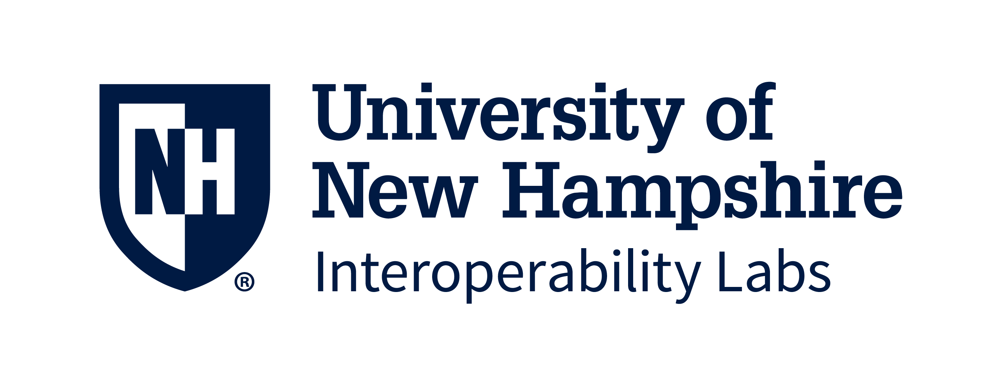 NH
®
University of
New Hampshire
Interoperability Labs